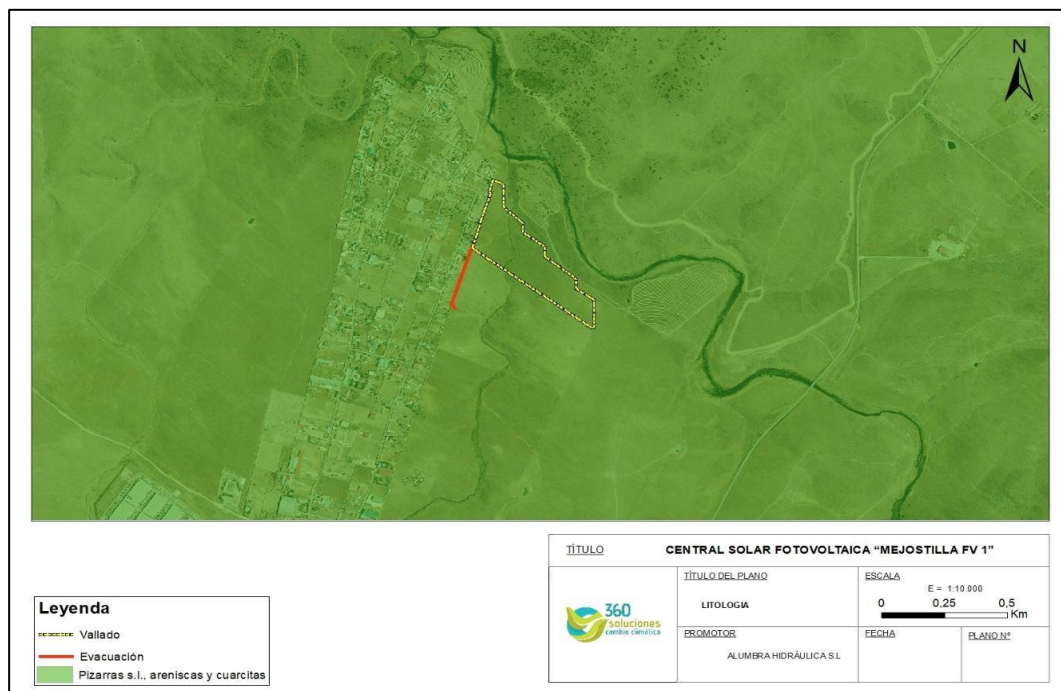 N
TÍTULO
CENTRAL SOLAR FOTOVOLTAICA “MEJOSTILLA FV 1”
TÍTULO DEL PLANO
LITOLOGIA
ESCALA
E = 1:10.000
0 0,25 0,5
Km
360
soluciones
cambio climático
PROMOTOR
ALUMBRA HIDRÁULICA S.L
FECHA
PLANO Nº
Leyenda
Vallado
Evacuación
Pizarras s.l., areniscas y cuarcitas